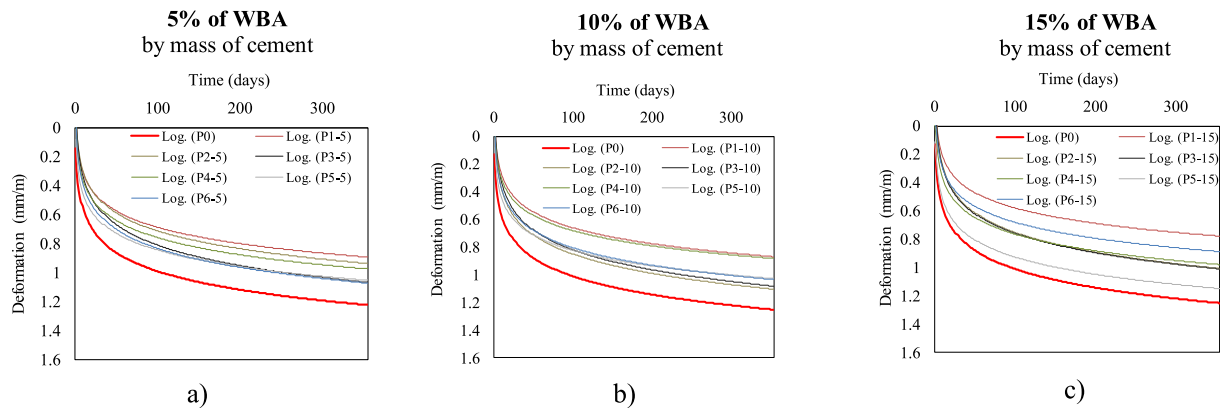 5% of WBA
by mass of cement
Time (days)
0 100 200 300
Deformation (mm/m)
0
0.2
0.4
0.6
0.8
1
1.2
1.4
1.6
Log. (P0) Log. (P1-5)
Log. (P2-5) Log. (P3-5)
Log. (P4-5) Log. (P5-5)
Log. (P6-5)
a)
10% of WBA
by mass of cement
Time (days)
0 100 200 300
Deformation (mm/m)
0
0.2
0.4
0.6
0.8
1
1.2
1.4
1.6
Log. (P0) Log. (P1-10)
Log. (P2-10) Log. (P3-10)
Log. (P4-10) Log. (P5-10)
Log. (P6-10)
b)
15% of WBA
by mass of cement
Time (days)
0 100 200 300
Deformation (mm/m)
0
0.2
0.4
0.6
0.8
1
1.2
1.4
1.6
Log. (P0) Log. (P1-15)
Log. (P2-15) Log. (P3-15)
Log. (P4-15) Log. (P5-15)
Log. (P6-15)
c)